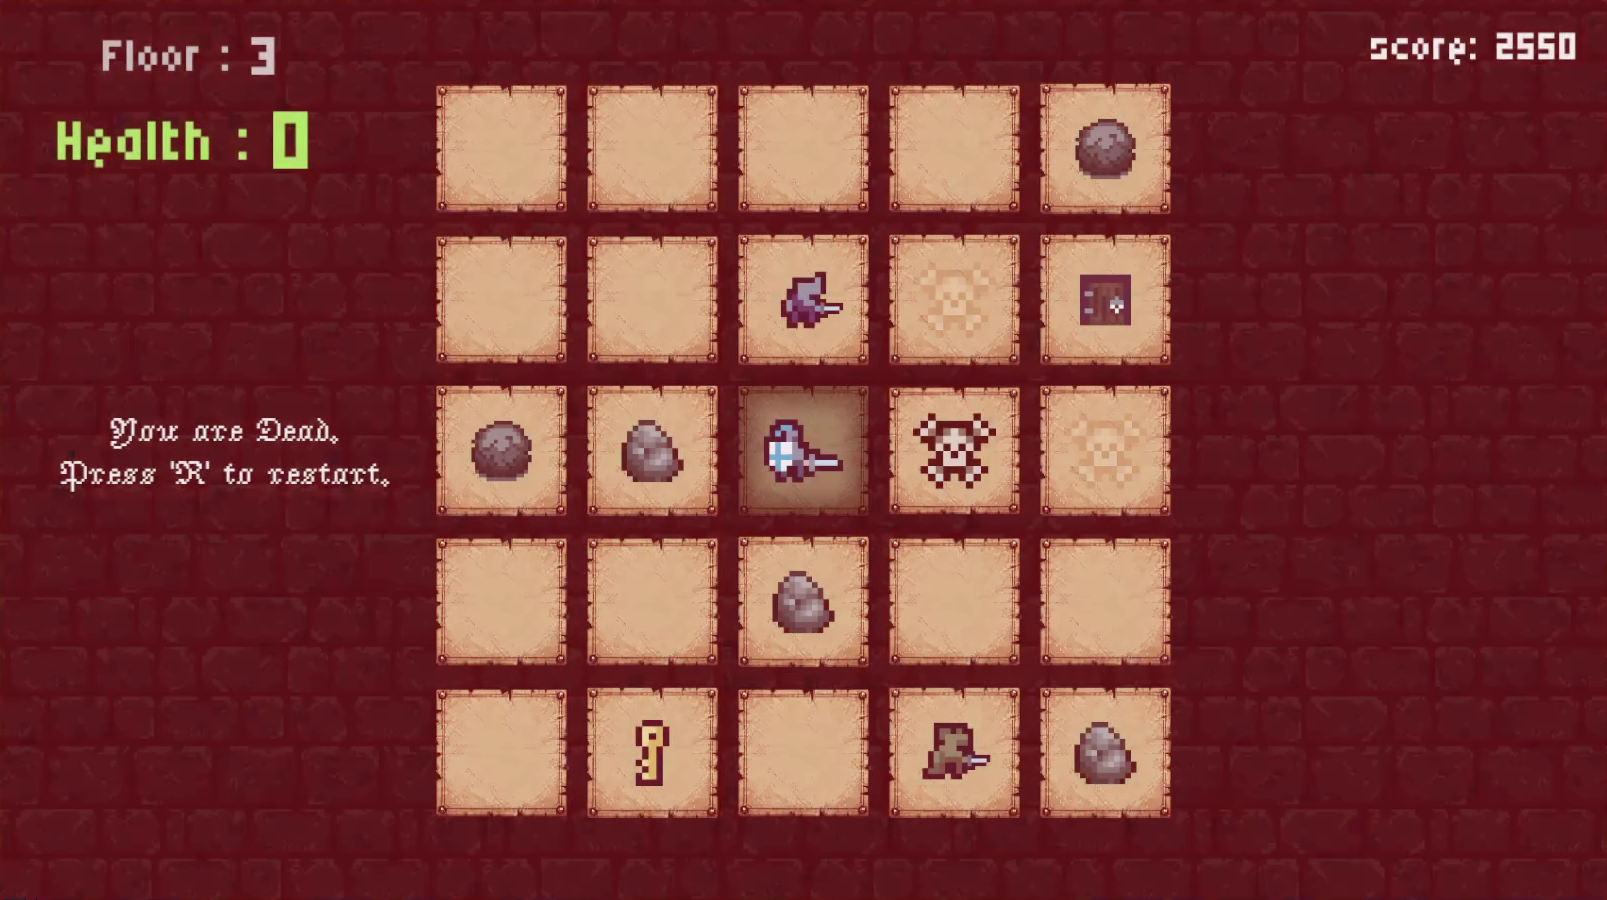 Floor : 3
score: 2550
Health : 0
You are Dead.
Press 'R' to restart.